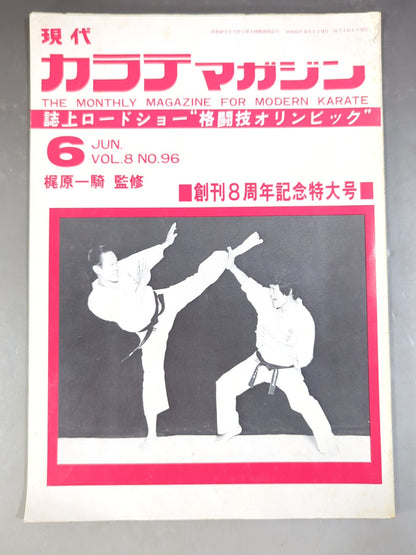 現代
カラテマガジン
THE MONTHLY MAGAZINE FOR MODERN KARATE
誌上ロードショー"格闘技オリンピック"
6 JUN.
VOL.8 NO.96
梶原一騎 監修
■創刊8周年記念特大号■